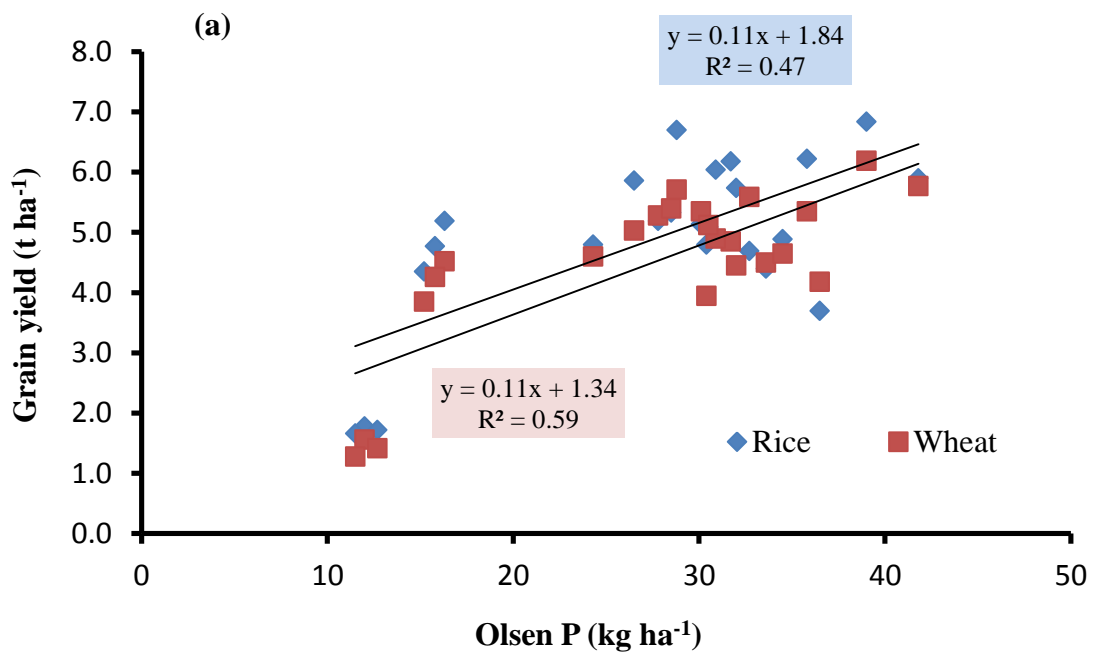 (a)
y = 0.11x + 1.84
R² = 0.47
8.0
7.0
6.0
5.0
4.0
3.0
2.0
1.0
0.0
Grain yield (t ha⁻¹)
y = 0.11x + 1.34
R² = 0.59
Rice
Wheat
0 10 20 30 40 50
Olsen P (kg ha⁻¹)